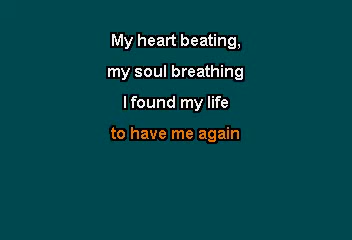 My heart beating,
my soul breathing
I found my life
to have me again